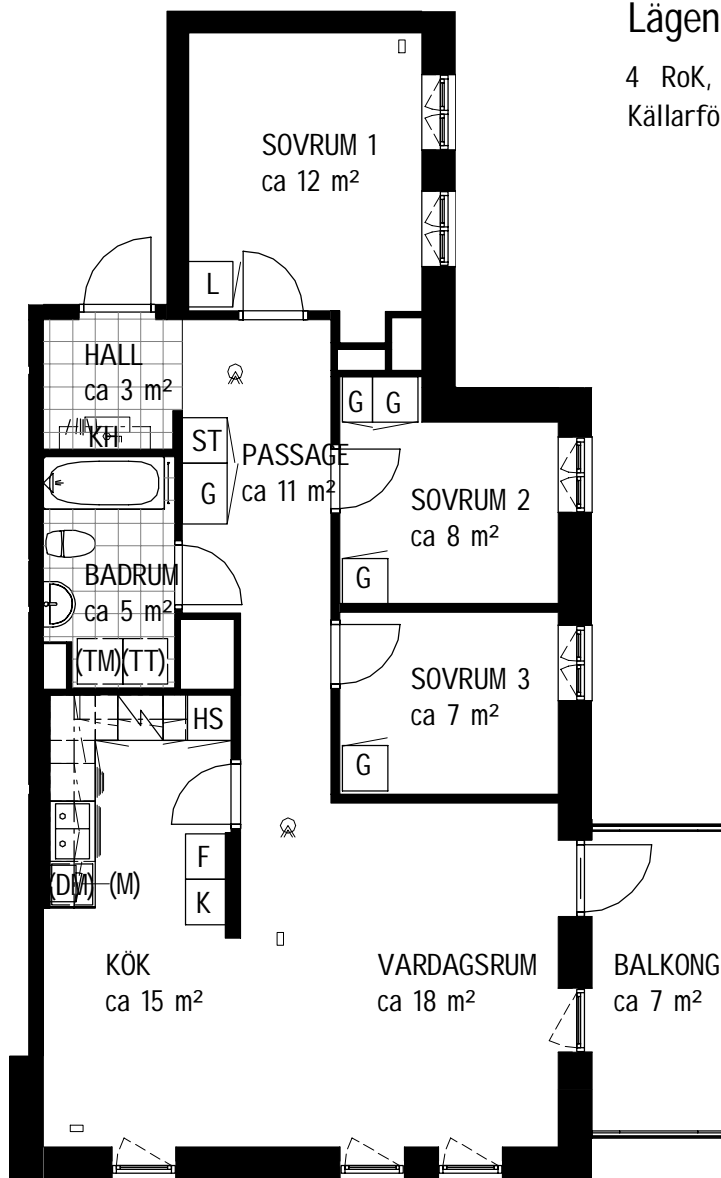 Lägen
4 RoK,
Källarfö
SOVRUM 1
ca 12 m²
L
HALL
ca 3 m²
KH
G G
ST
G
PASSAGE
ca 11 m²
SOVRUM 2
ca 8 m²
G
BADRUM
ca 5 m²
(TM) (TT)
SOVRUM 3
ca 7 m²
G
HS
F
K
(DM) (M)
KÖK
ca 15 m²
VARDAGSRUM
ca 18 m²
BALKONG
ca 7 m²